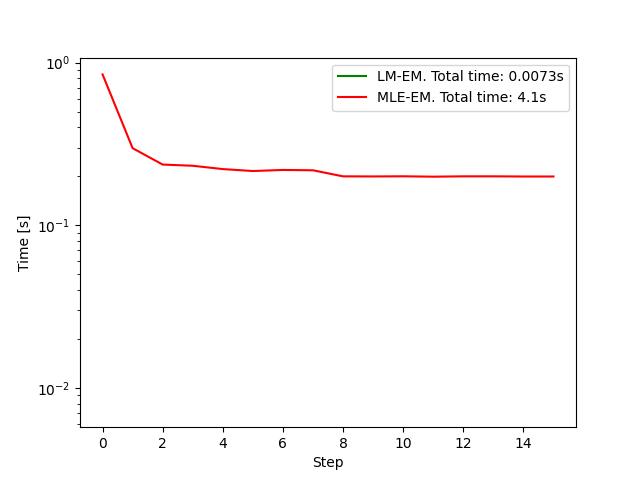 LM-EM. Total time: 0.0073s
MLE-EM. Total time: 4.1s
10⁰
10⁻¹
10⁻²
Time [s]
0 2 4 6 8 10 12 14
Step